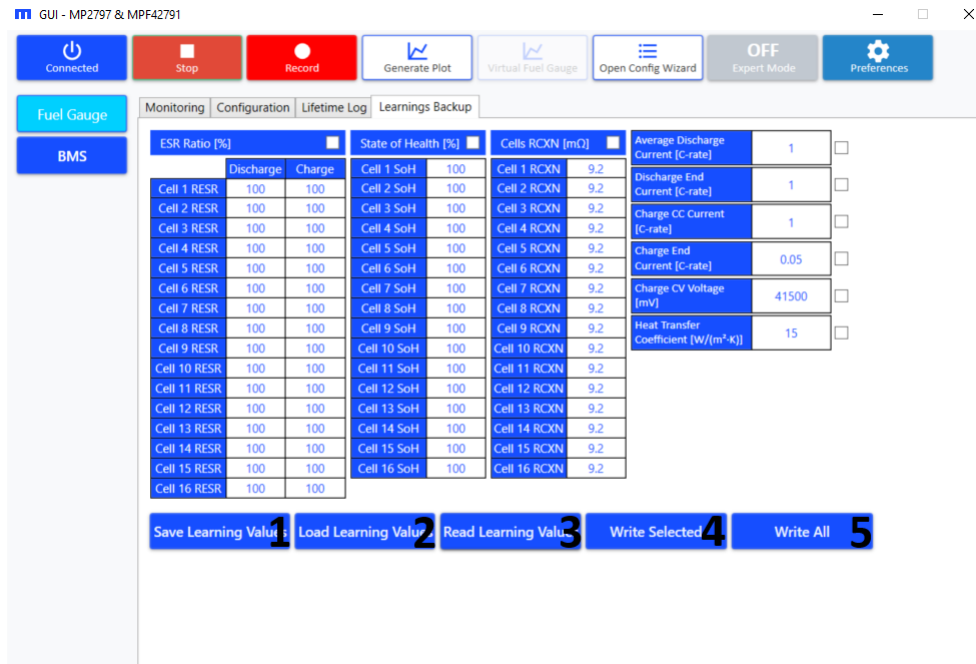 GUI - MP2797 & MPF42791
Connected
Stop
Record
Generate Plot
Virtual Fuel Gauge
Open Config Wizard
OFF
Expert Mode
Preferences
Fuel Gauge
BMS
Monitoring Configuration Lifetime Log Learnings Backup
ESR Ratio [%]
Discharge Charge
Cell 1 RESR 100 100
Cell 2 RESR 100 100
Cell 3 RESR 100 100
Cell 4 RESR 100 100
Cell 5 RESR 100 100
Cell 6 RESR 100 100
Cell 7 RESR 100 100
Cell 8 RESR 100 100
Cell 9 RESR 100 100
Cell 10 RESR 100 100
Cell 11 RESR 100 100
Cell 12 RESR 100 100
Cell 13 RESR 100 100
Cell 14 RESR 100 100
Cell 15 RESR 100 100
Cell 16 RESR 100 100
State of Health [%]
Cell 1 SoH 100
Cell 2 SoH 100
Cell 3 SoH 100
Cell 4 SoH 100
Cell 5 SoH 100
Cell 6 SoH 100
Cell 7 SoH 100
Cell 8 SoH 100
Cell 9 SoH 100
Cell 10 SoH 100
Cell 11 SoH 100
Cell 12 SoH 100
Cell 13 SoH 100
Cell 14 SoH 100
Cell 15 SoH 100
Cell 16 SoH 100
Cells RCXN [mΩ]
Cell 1 RCXN 9.2
Cell 2 RCXN 9.2
Cell 3 RCXN 9.2
Cell 4 RCXN 9.2
Cell 5 RCXN 9.2
Cell 6 RCXN 9.2
Cell 7 RCXN 9.2
Cell 8 RCXN 9.2
Cell 9 RCXN 9.2
Cell 10 RCXN 9.2
Cell 11 RCXN 9.2
Cell 12 RCXN 9.2
Cell 13 RCXN 9.2
Cell 14 RCXN 9.2
Cell 15 RCXN 9.2
Cell 16 RCXN 9.2
Average Discharge
Current [C-rate] 1
Discharge End
Current [C-rate] 1
Charge CC Current
[C-rate] 1
Charge End
Current [C-rate] 0.05
Charge CV Voltage
[mV] 41500
Heat Transfer
Coefficient [W/(m²·K)] 15
Save Learning Values 1
Load Learning Values 2
Read Learning Values 3
Write Selected 4
Write All 5